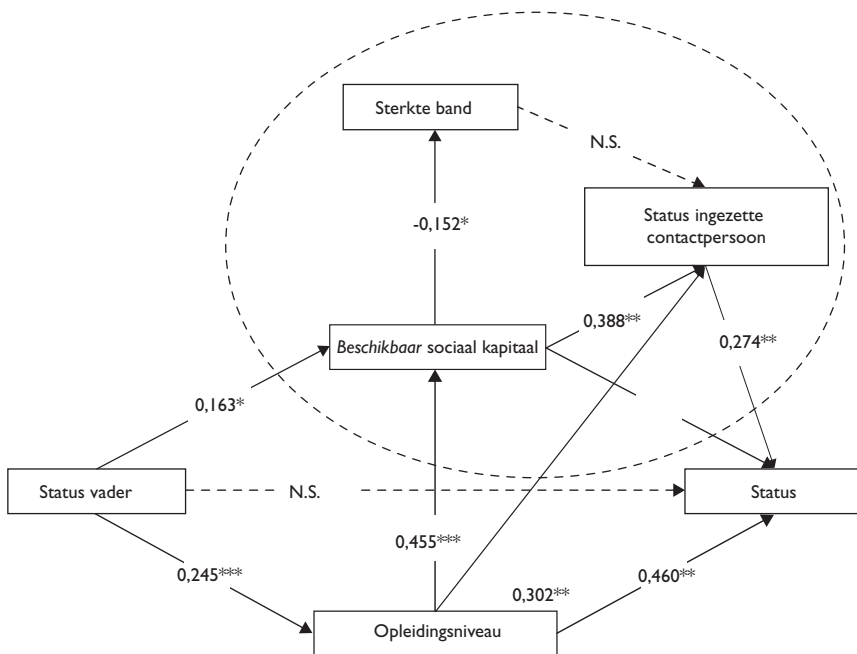 Sterkte band
N.S.
Status ingezette
contactpersoon
-0,152*
0,388**
0,274**
Beschikbaar sociaal kapitaal
0,163*
Status vader
N.S.
Status
0,455***
0,245***
0,302**
0,460**
Opleidingsniveau